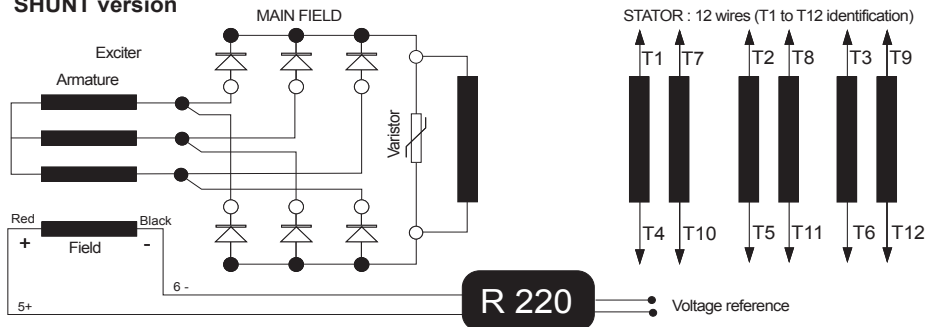 SHUNT version
MAIN FIELD
STATOR : 12 wires (T1 to T12 identification)
Exciter
Armature
T1 T7 T2 T8 T3 T9
Varistor
Red Black
+ Field -
T4 T10 T5 T11 T6 T12
6 -
5+
R 220
Voltage reference